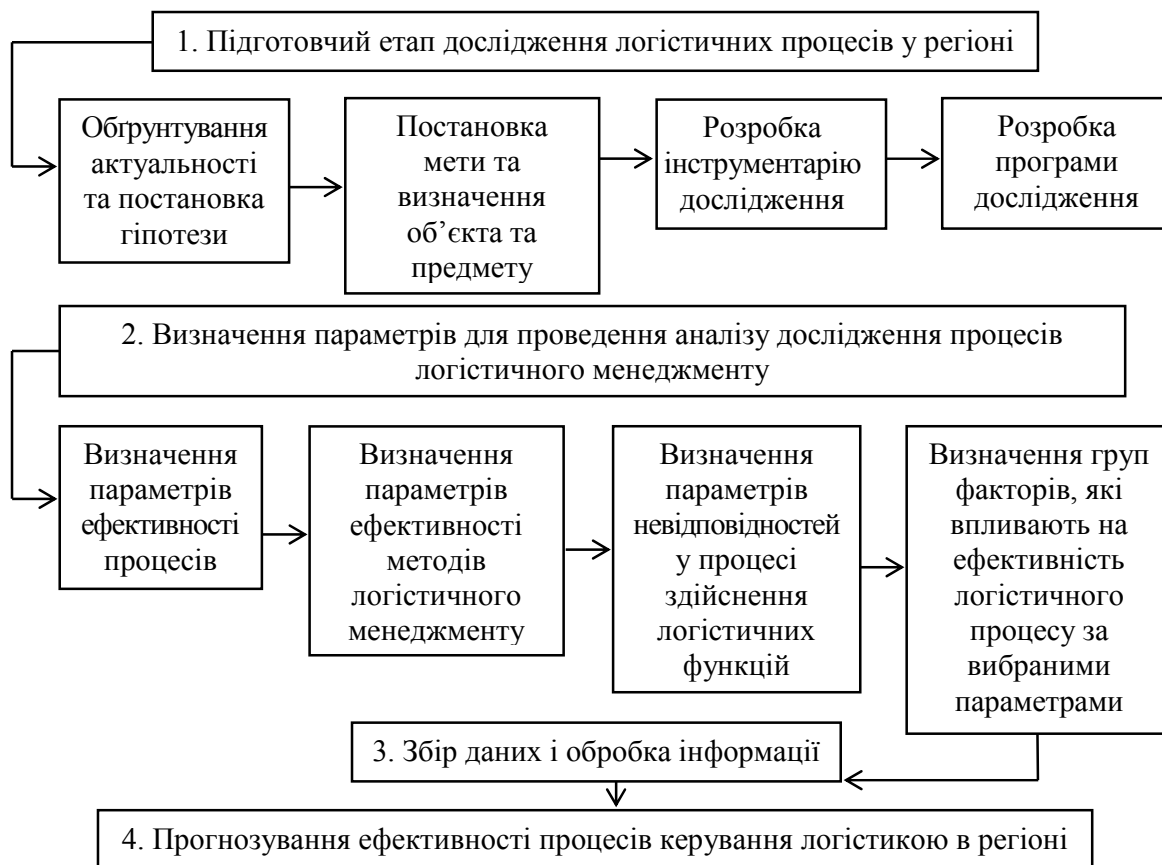 1. Підготовчий етап дослідження логістичних процесів у регіоні
Обґрунтування
актуальності
та постановка
гіпотези
Постановка
мети та
визначення
об’єкта та
предмету
Розробка
інструментарію
дослідження
Розробка
програми
дослідження
2. Визначення параметрів для проведення аналізу дослідження процесів
логістичного менеджменту
Визначення
параметрів
ефективності
процесів
Визначення
параметрів
ефективності
методів
логістичного
менеджменту
Визначення
параметрів
невідповідностей
у процесі
здійснення
логістичних
функцій
Визначення груп
факторів, які
впливають на
ефективність
логістичного
процесу за
вибраними
параметрами
3. Збір даних і обробка інформації
4. Прогнозування ефективності процесів керування логістикою в регіоні